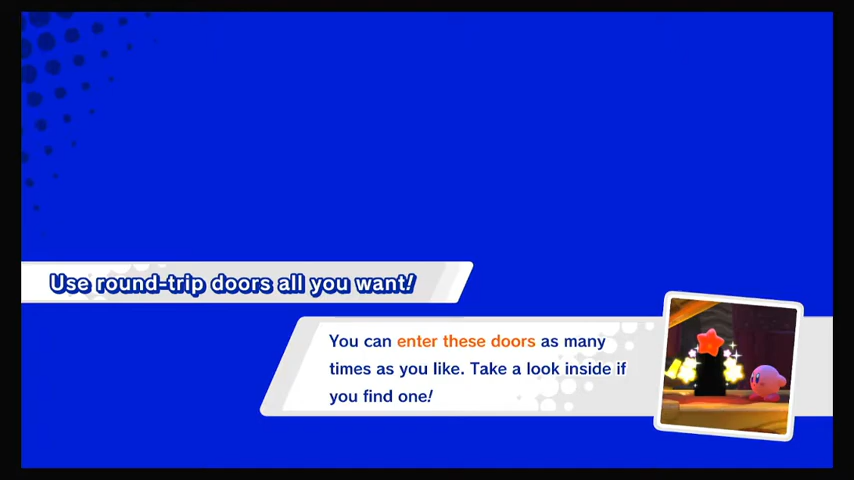 Use round-trip doors all you want!
You can enter these doors as many
times as you like. Take a look inside if
you find one!